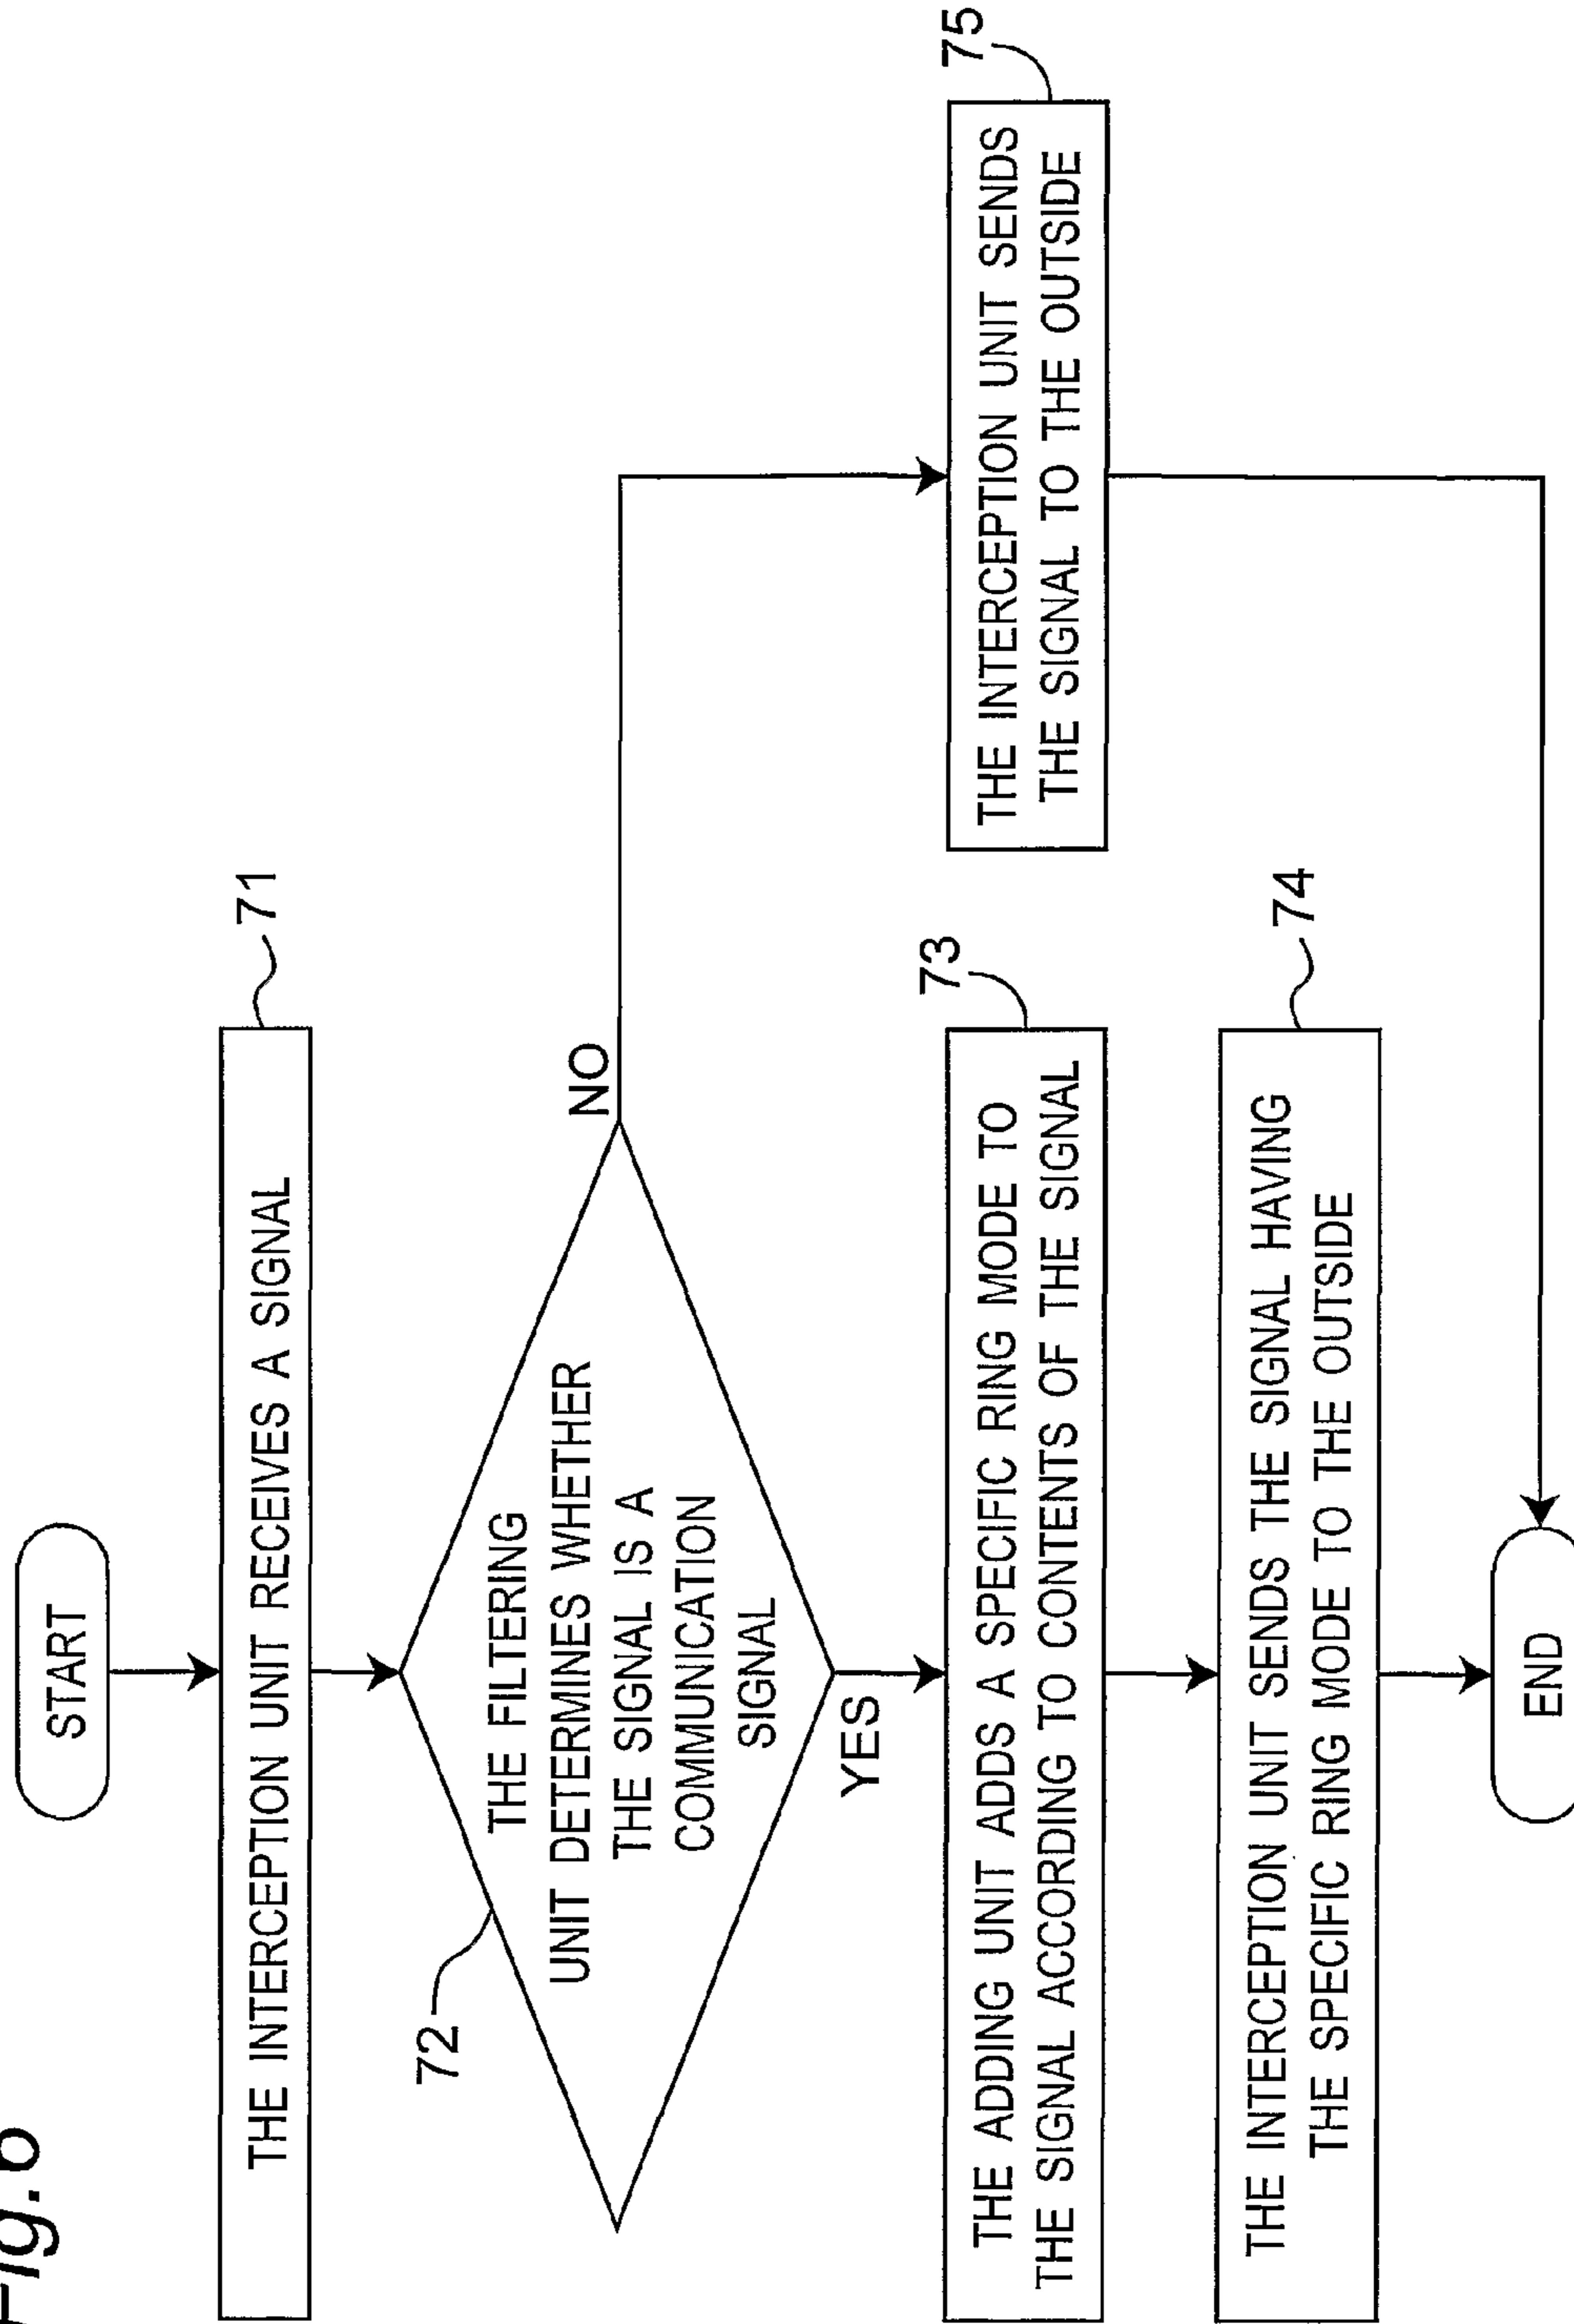 Fig.
START
THE INTERCEPTION UNIT RECEIVES A SIGNAL
71
THE FILTERING
UNIT DETERMINES WHETHER
THE SIGNAL IS A
COMMUNICATION
SIGNAL
72
NO
YES
THE ADDING UNIT ADDS A SPECIFIC RING MODE TO
THE SIGNAL ACCORDING TO CONTENTS OF THE SIGNAL
73
THE INTERCEPTION UNIT SENDS
THE SIGNAL TO THE OUTSIDE
75
THE INTERCEPTION UNIT SENDS THE SIGNAL HAVING
THE SPECIFIC RING MODE TO THE OUTSIDE
74
END